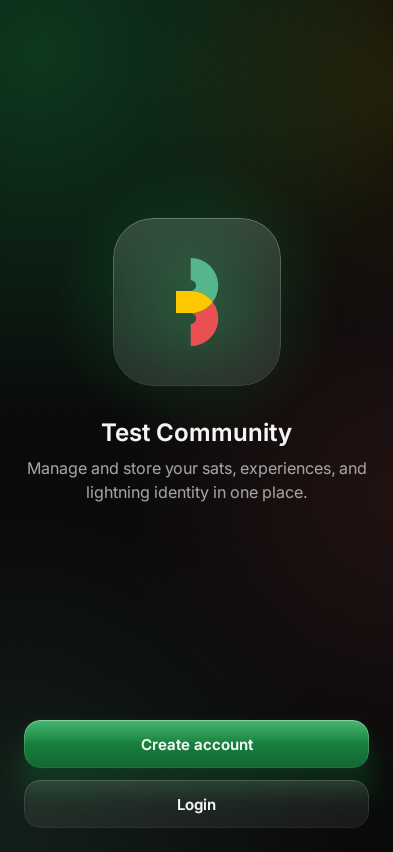 Test Community
Manage and store your sats, experiences, and
lightning identity in one place.
Create account
Login